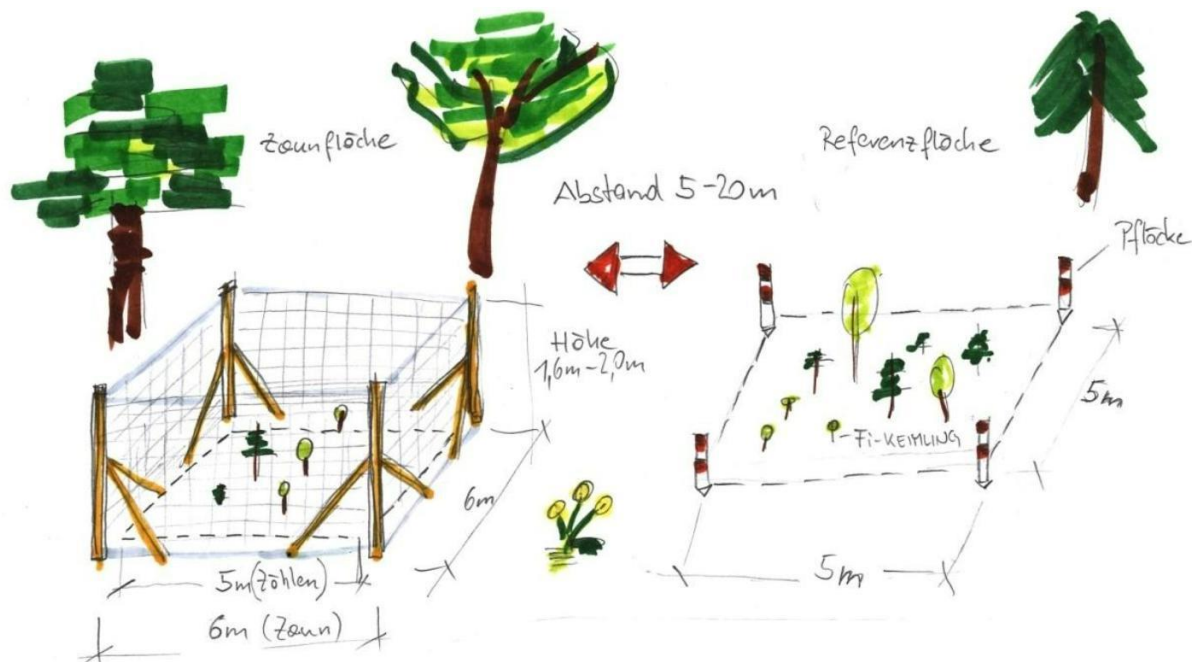 Zaunfläche
Referenzfläche
Abstand 5-20m
Pflöcke
Höhe
1,6m-2,0m
5m
Fi-KEIMLING
6m
5m (Zählen)
5m
6m (Zaun)